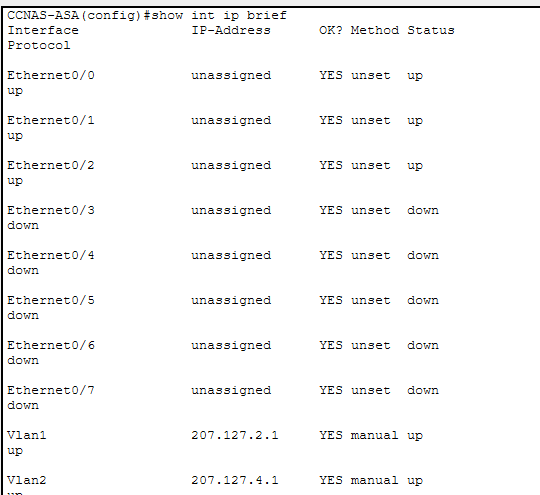 CCNAS-ASA(config)#show int ip brief
Interface IP-Address OK? Method Status
Protocol
Ethernet0/0 unassigned YES unset up
up
Ethernet0/1 unassigned YES unset up
up
Ethernet0/2 unassigned YES unset up
up
Ethernet0/3 unassigned YES unset down
down
Ethernet0/4 unassigned YES unset down
down
Ethernet0/5 unassigned YES unset down
down
Ethernet0/6 unassigned YES unset down
down
Ethernet0/7 unassigned YES unset down
down
Vlan1 207.127.2.1 YES manual up
up
Vlan2 207.127.4.1 YES manual up
up